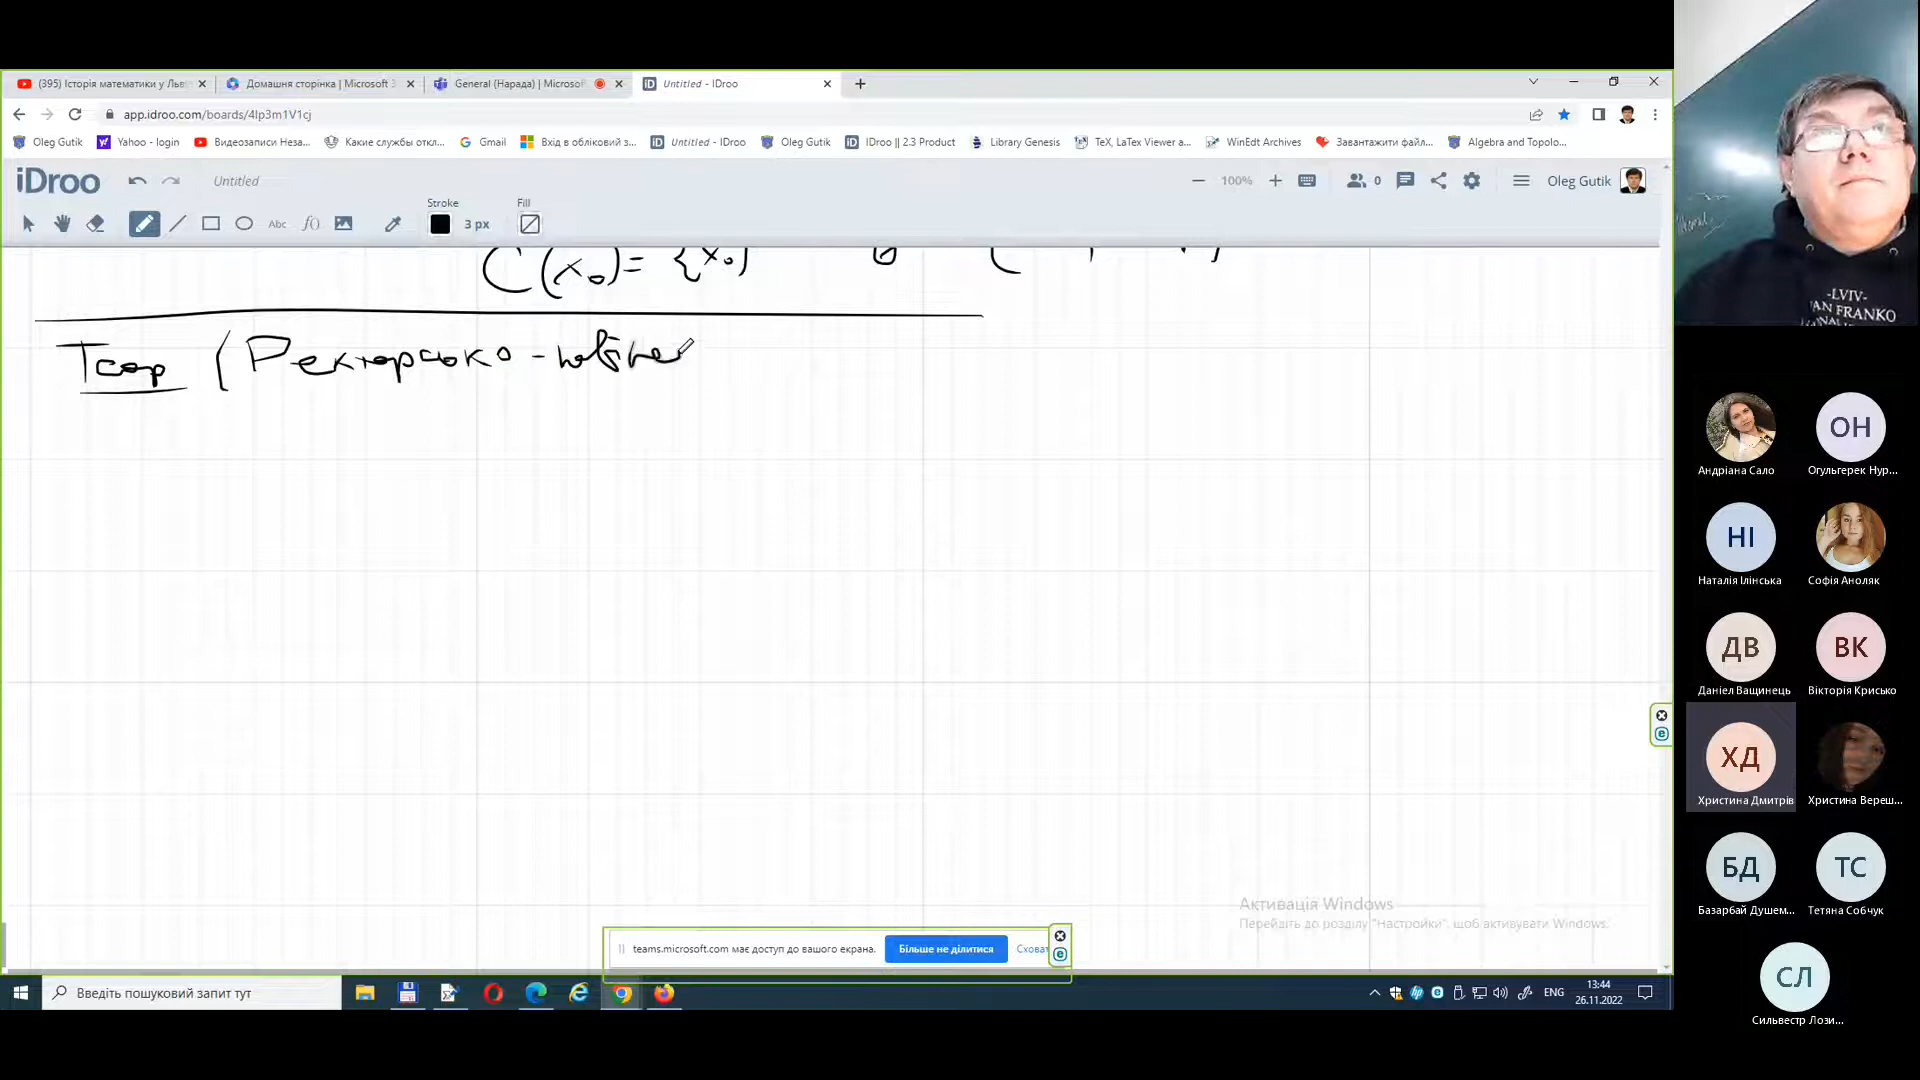 (395) Історія математики у Льв
Домашня сторінка | Microsoft 3
General (Нарада) | Microsof
Untitled - IDroo
app.idroo.com/boards/4lp3m1V1cj
Oleg Gutik
Yahoo - login
Видеозаписи Неза...
Какие службы откл...
Gmail
Вхід в обліковий з...
Untitled - IDroo
Oleg Gutik
IDroo || 2.3 Product
Library Genesis
TeX, LaTex Viewer a...
WinEdt Archives
Завантажити файл...
Algebra and Topolo...
iDroo
Untitled
100%
0
Oleg Gutik
Stroke
Fill
Abc
f()
3 px
C(x₀)= {x₀}
(Ректорсько-
Активація Windows
Перейдіть до розділу "Настройки", щоб активувати Windows.
teams.microsoft.com має доступ до вашого екрана.
Більше не ділитися
Сховат
Введіть пошуковий запит тут
ENG
13:44
26.11.2022
-LVIV-
AN FRANKO
Андріана Сало
ОН
Огульгерек Нур...
НІ
Наталія Ілінська
Софія Аноляк
ДВ
Даніел Ващинець
ВК
Вікторія Крисько
ХД
Христина Дмитрів
Христина Вереш...
БД
Базарбай Душем...
ТС
Тетяна Собчук
СЛ
Сильвестр Лози...